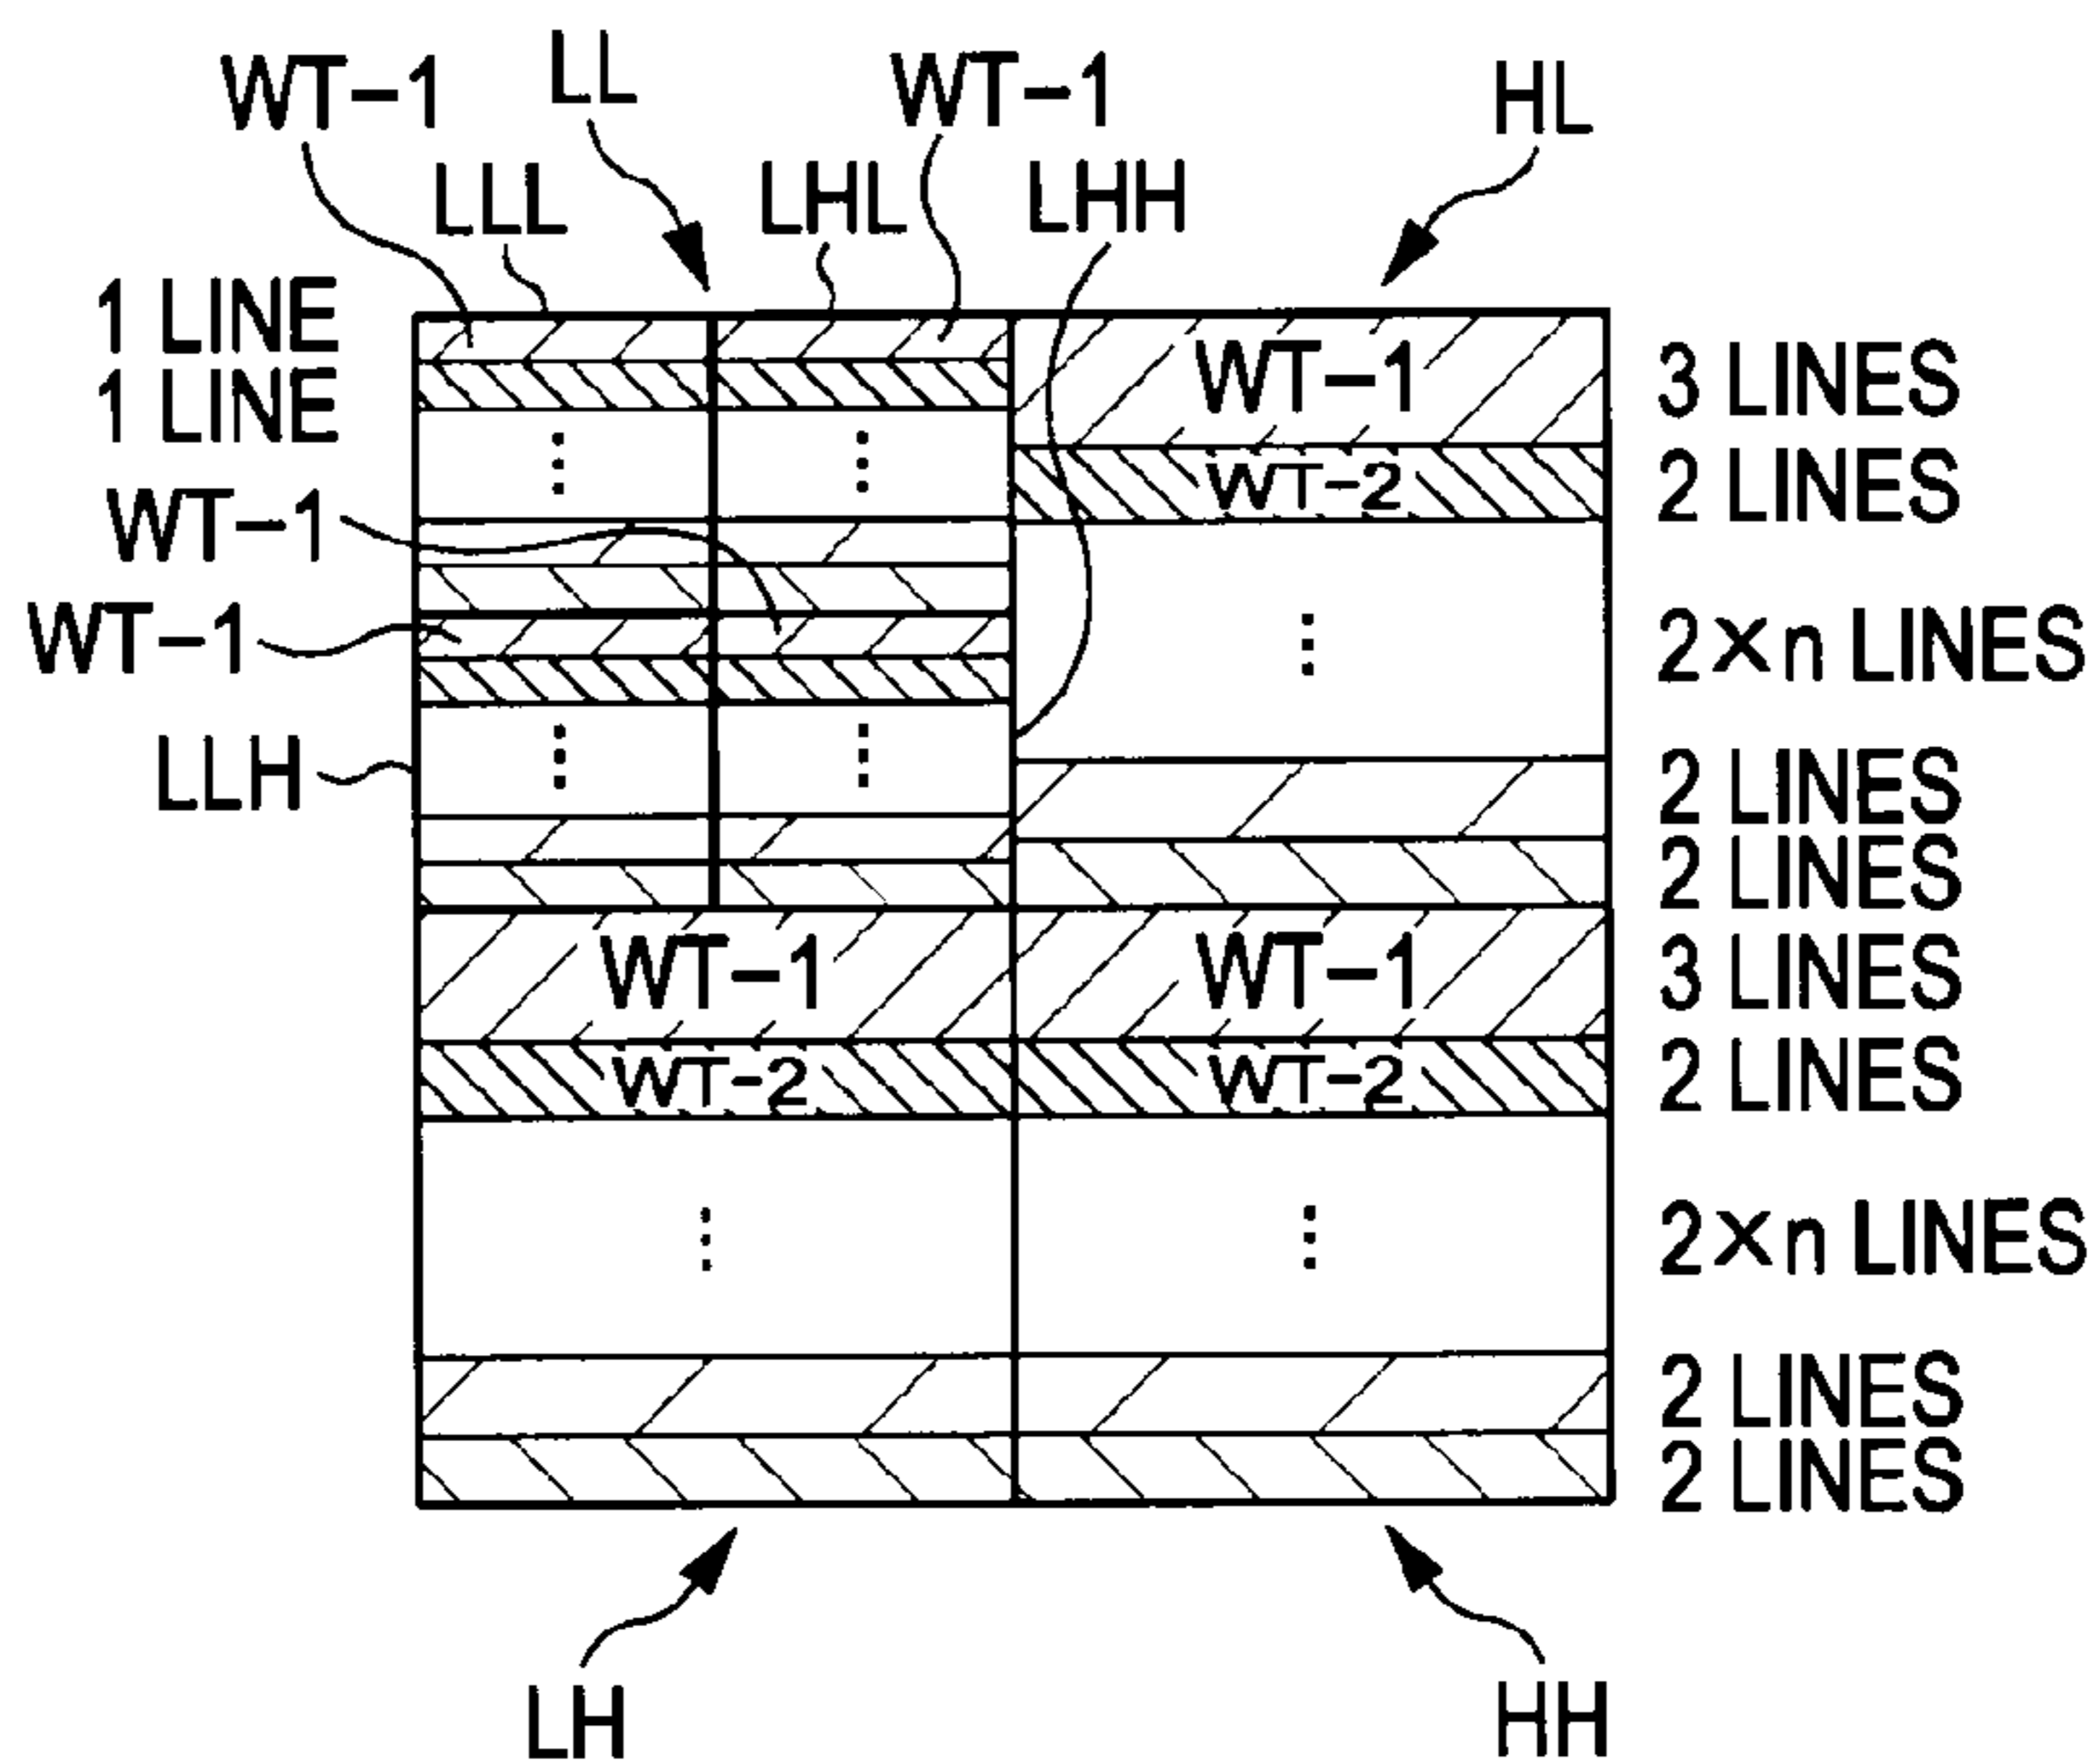 WT-1 LL WT-1 HL
LLL LHL LHH
1 LINE
1 LINE
WT-1 3 LINES
WT-2 2 LINES
WT-1
WT-1
2×n LINES
LLH
2 LINES
2 LINES
WT-1 WT-1 3 LINES
WT-2 WT-2 2 LINES
2×n LINES
2 LINES
2 LINES
LH HH